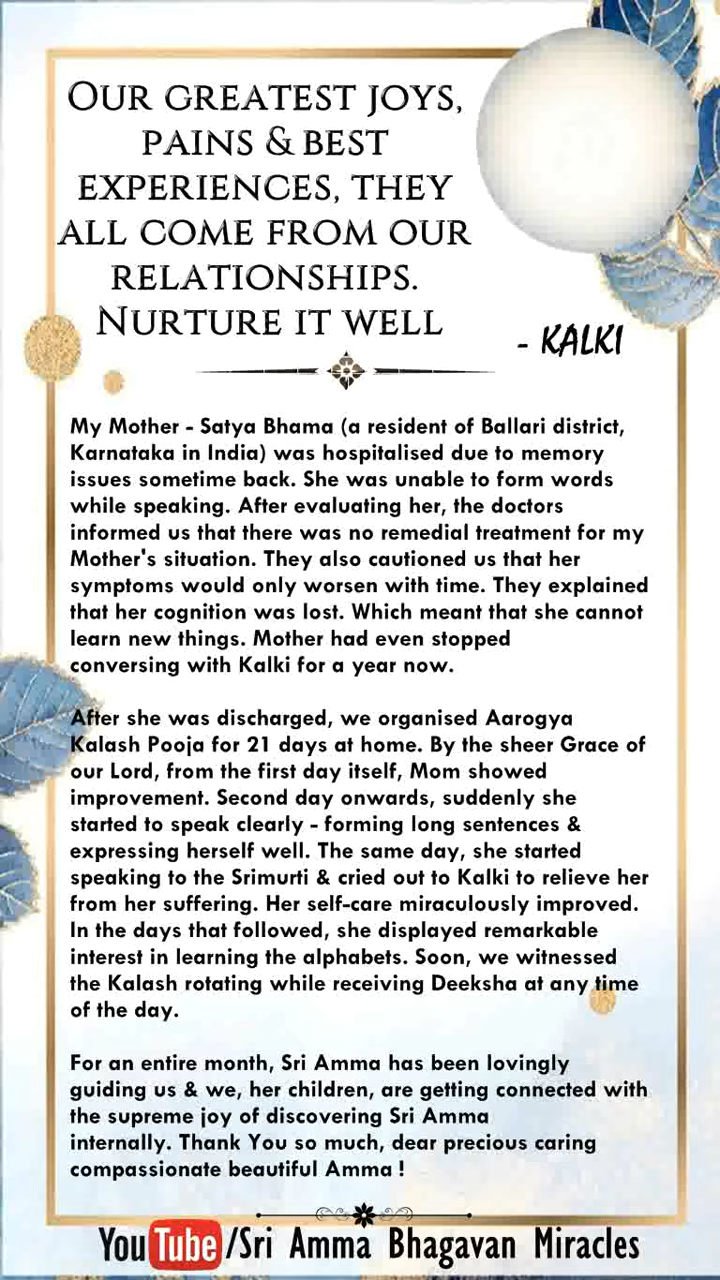 Our greatest joys,
pains & best
experiences, they
all come from our
relationships.
Nurture it well
- KALKI
My Mother - Satya Bhama (a resident of Ballari district,
Karnataka in India) was hospitalised due to memory
issues sometime back. She was unable to form words
while speaking. After evaluating her, the doctors
informed us that there was no remedial treatment for my
Mother's situation. They also cautioned us that her
symptoms would only worsen with time. They explained
that her cognition was lost. Which meant that she cannot
learn new things. Mother had even stopped
conversing with Kalki for a year now.
After she was discharged, we organised Aarogya
Kalash Pooja for 21 days at home. By the sheer Grace of
our Lord, from the first day itself, Mom showed
improvement. Second day onwards, suddenly she
started to speak clearly - forming long sentences &
expressing herself well. The same day, she started
speaking to the Srimurti & cried out to Kalki to relieve her
from her suffering. Her self-care miraculously improved.
In the days that followed, she displayed remarkable
interest in learning the alphabets. Soon, we witnessed
the Kalash rotating while receiving Deeksha at any time
of the day.
For an entire month, Sri Amma has been lovingly
guiding us & we, her children, are getting connected with
the supreme joy of discovering Sri Amma
internally. Thank You so much, dear precious caring
compassionate beautiful Amma !
YouTube/Sri Amma Bhagavan Miracles